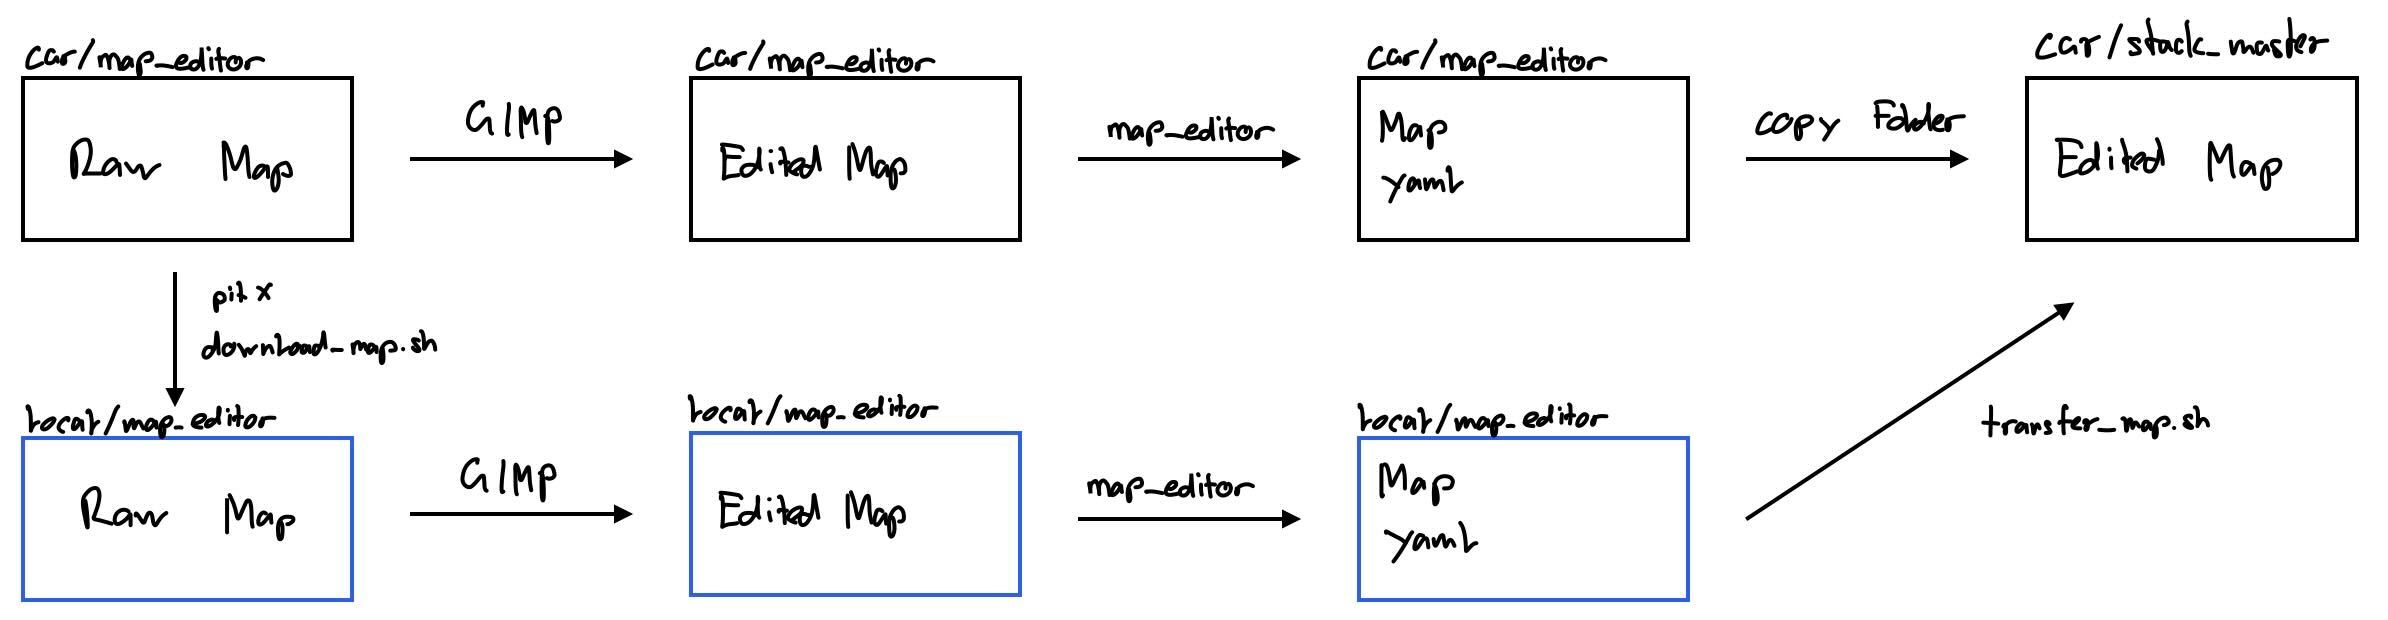 car/map_editor
Raw Map
GIMP
car/map_editor
Edited Map
map_editor
car/map_editor
Map
yaml
copy Folder
car/stack_master
Edited Map
pit x
download_map.sh
local/map_editor
Raw Map
GIMP
local/map_editor
Edited Map
map_editor
local/map_editor
Map
yaml
transfer_map.sh